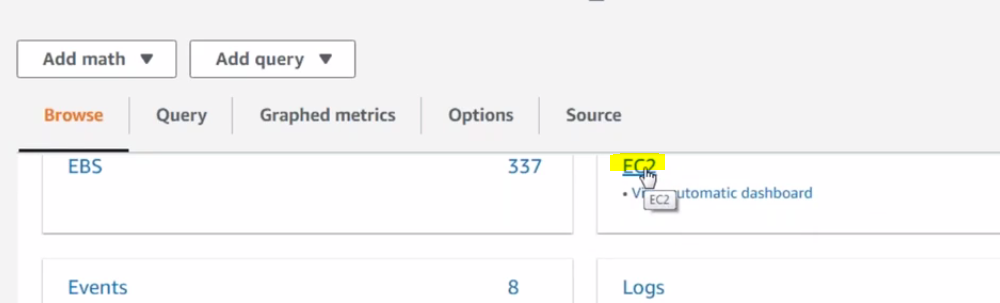 Add math ▼ Add query ▼
Browse Query Graphed metrics Options Source
EBS 337 EC2
• automatic dashboard
EC2
Events 8 Logs